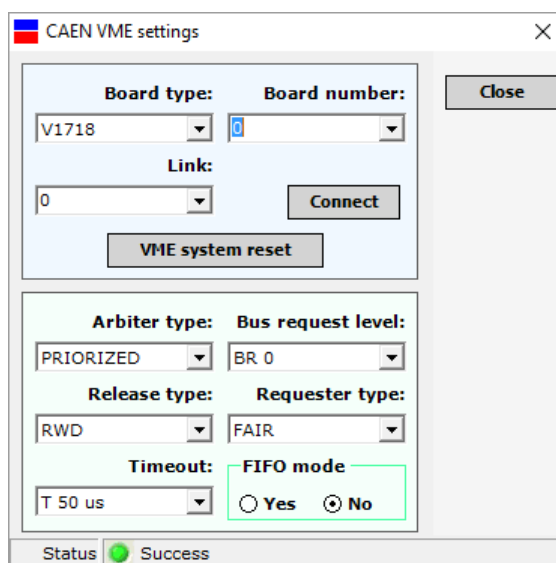 CAEN VME settings
Board type: Board number:
V1718 0
Link:
0 Connect
VME system reset
Close
Arbiter type: Bus request level:
PRIORIZED BR 0
Release type: Requester type:
RWD FAIR
Timeout: FIFO mode
T 50 us Yes No
Status Success